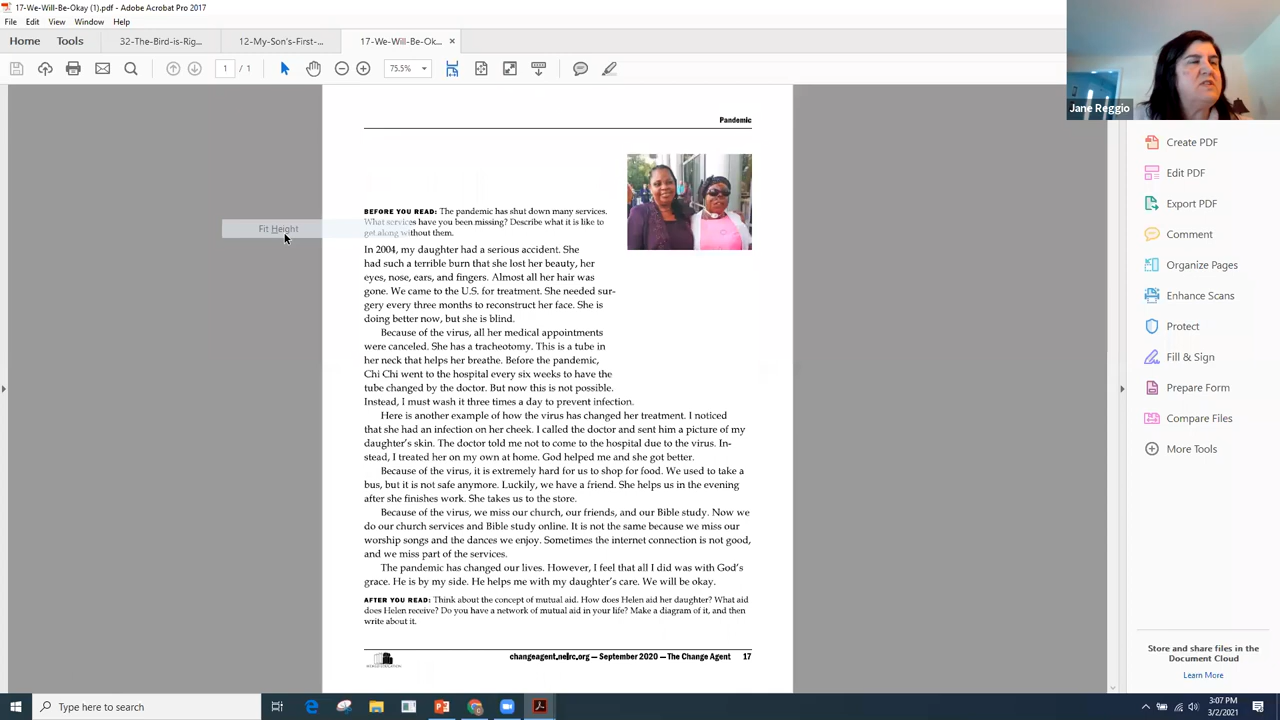 17-We-Will-Be-Okay (1).pdf - Adobe Acrobat Pro 2017
File Edit View Window Help
Home Tools 32-The-Bird-is-Rig... 12-My-Son's-First-... 17-We-Will-Be-Ok... ×
1 / 1 75.5%
Jane Reggio
Pandemic
BEFORE YOU READ: The pandemic has shut down many services.
What services have you been missing? Describe what it is like to
get along without them.
Fit Height
In 2004, my daughter had a serious accident. She
had such a terrible burn that she lost her beauty, her
eyes, nose, ears, and fingers. Almost all her hair was
gone. We came to the U.S. for treatment. She needed sur-
gery every three months to reconstruct her face. She is
doing better now, but she is blind.
Because of the virus, all her medical appointments
were canceled. She has a tracheotomy. This is a tube in
her neck that helps her breathe. Before the pandemic,
Chi Chi went to the hospital every six weeks to have the
tube changed by the doctor. But now this is not possible.
Instead, I must wash it three times a day to prevent infection.
Here is another example of how the virus has changed her treatment. I noticed
that she had an infection on her cheek. I called the doctor and sent him a picture of my
daughter's skin. The doctor told me not to come to the hospital due to the virus. In-
stead, I treated her on my own at home. God helped me and she got better.
Because of the virus, it is extremely hard for us to shop for food. We used to take a
bus, but it is not safe anymore. Luckily, we have a friend. She helps us in the evening
after she finishes work. She takes us to the store.
Because of the virus, we miss our church, our friends, and our Bible study. Now we
do our church services and Bible study online. It is not the same because we miss our
worship songs and the dances we enjoy. Sometimes the internet connection is not good,
and we miss part of the services.
The pandemic has changed our lives. However, I feel that all I did was with God's
grace. He is by my side. He helps me with my daughter's care. We will be okay.
AFTER YOU READ: Think about the concept of mutual aid. How does Helen aid her daughter? What aid
does Helen receive? Do you have a network of mutual aid in your life? Make a diagram of it, and then
write about it.
changeagent.nelrc.org — September 2020 — The Change Agent 17
Create PDF
Edit PDF
Export PDF
Comment
Organize Pages
Enhance Scans
Protect
Fill & Sign
Prepare Form
Compare Files
More Tools
Store and share files in the
Document Cloud
Learn More
Type here to search
3:07 PM
3/2/2021